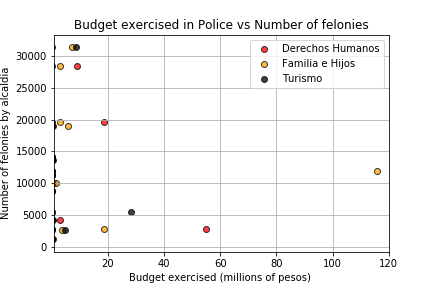 Budget exercised in Police vs Number of felonies
Number of felonies by alcaldia
30000
25000
20000
15000
10000
5000
0
Derechos Humanos
Familia e Hijos
Turismo
20
40
60
80
100
120
Budget exercised (millions of pesos)